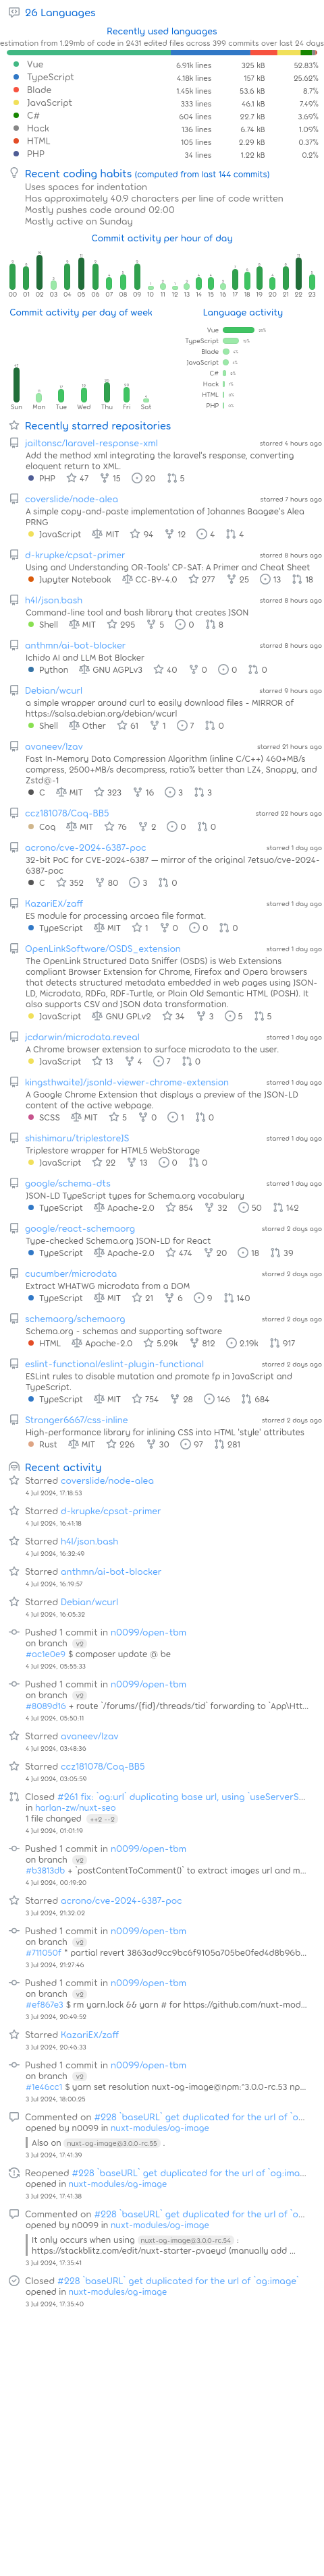 26 Languages
Recently used languages
estimation from 1.29mb of code in 2431 edited files across 399 commits over last 24 days
Vue 6.91k lines 325 kB 52.83%
TypeScript 4.18k lines 157 kB 25.62%
Blade 1.45k lines 53.6 kB 8.7%
JavaScript 333 lines 46.1 kB 7.49%
C# 604 lines 22.7 kB 3.69%
Hack 136 lines 6.74 kB 1.09%
HTML 105 lines 2.29 kB 0.37%
PHP 34 lines 1.22 kB 0.2%
Recent coding habits (computed from last 144 commits)
Uses spaces for indentation
Has approximately 40.9 characters per line of code written
Mostly pushes code around 02:00
Mostly active on Sunday
Commit activity per hour of day
00 01 02 03 04 05 06 07 08 09 10 11 12 13 14 15 16 17 18 19 20 21 22 23
Commit activity per day of week
Sun Mon Tue Wed Thu Fri Sat
Language activity
Vue
TypeScript
Blade
JavaScript
C#
Hack
HTML
PHP
Recently starred repositories
jailtonsc/laravel-response-xml starred 4 hours ago
Add the method xml integrating the laravel's response, converting
eloquent return to XML.
PHP 47 15 20 5
coverslide/node-alea starred 7 hours ago
A simple copy-and-paste implementation of Johannes Baagøe's Alea
PRNG
JavaScript MIT 94 12 4 4
d-krupke/cpsat-primer starred 8 hours ago
Using and Understanding OR-Tools' CP-SAT: A Primer and Cheat Sheet
Jupyter Notebook CC-BY-4.0 277 25 13 18
h4l/json.bash starred 8 hours ago
Command-line tool and bash library that creates JSON
Shell MIT 295 5 0 8
anthmn/ai-bot-blocker starred 8 hours ago
Ichido AI and LLM Bot Blocker
Python GNU AGPLv3 40 0 0 0
Debian/wcurl starred 9 hours ago
a simple wrapper around curl to easily download files - MIRROR of
https://salsa.debian.org/debian/wcurl
Shell Other 61 1 7 0
avaneev/lzav starred 21 hours ago
Fast In-Memory Data Compression Algorithm (inline C/C++) 460+MB/s
compress, 2500+MB/s decompress, ratio% better than LZ4, Snappy, and
Zstd@-1
C MIT 323 16 3 3
ccz181078/Coq-BB5 starred 22 hours ago
Coq MIT 76 2 0 0
acrono/cve-2024-6387-poc starred 1 day ago
32-bit PoC for CVE-2024-6387 — mirror of the original 7etsuo/cve-2024-
6387-poc
C 352 80 3 0
KazariEX/zaff starred 1 day ago
ES module for processing arcaea file format.
TypeScript MIT 1 0 0 0
OpenLinkSoftware/OSDS_extension starred 1 day ago
The OpenLink Structured Data Sniffer (OSDS) is Web Extensions
compliant Browser Extension for Chrome, Firefox and Opera browsers
that detects structured metadata embedded in web pages using JSON-
LD, Microdata, RDFa, RDF-Turtle, or Plain Old Semantic HTML (POSH). It
also supports CSV and JSON data transformation.
JavaScript GNU GPLv2 34 3 5 5
jcdarwin/microdata.reveal starred 1 day ago
A Chrome browser extension to surface microdata to the user.
JavaScript 13 4 7 0
kingsthwaiteJ/jsonld-viewer-chrome-extension starred 1 day ago
A Google Chrome Extension that displays a preview of the JSON-LD
content of the active webpage.
SCSS MIT 5 0 1 0
shishimaru/triplestoreJS starred 1 day ago
Triplestore wrapper for HTML5 WebStorage
JavaScript 22 13 0 0
google/schema-dts starred 1 day ago
JSON-LD TypeScript types for Schema.org vocabulary
TypeScript Apache-2.0 854 32 50 142
google/react-schemaorg starred 2 days ago
Type-checked Schema.org JSON-LD for React
TypeScript Apache-2.0 474 20 18 39
cucumber/microdata starred 2 days ago
Extract WHATWG microdata from a DOM
TypeScript MIT 21 6 9 140
schemaorg/schemaorg starred 2 days ago
Schema.org - schemas and supporting software
HTML Apache-2.0 5.29k 812 2.19k 917
eslint-functional/eslint-plugin-functional starred 2 days ago
ESLint rules to disable mutation and promote fp in JavaScript and
TypeScript.
TypeScript MIT 754 28 146 684
Stranger6667/css-inline starred 2 days ago
High-performance library for inlining CSS into HTML 'style' attributes
Rust MIT 226 30 97 281
Recent activity
Starred coverslide/node-alea
4 Jul 2024, 17:18:53
Starred d-krupke/cpsat-primer
4 Jul 2024, 16:41:18
Starred h4l/json.bash
4 Jul 2024, 16:32:49
Starred anthmn/ai-bot-blocker
4 Jul 2024, 16:19:57
Starred Debian/wcurl
4 Jul 2024, 16:05:32
Pushed 1 commit in n0099/open-tbm
on branch v2
#ac1e0e9 $ composer update @ be
4 Jul 2024, 05:55:33
Pushed 1 commit in n0099/open-tbm
on branch v2
#8089d16 + route `/forums/{fid}/threads/tid` forwarding to `App\Htt...
4 Jul 2024, 05:50:11
Starred avaneev/lzav
4 Jul 2024, 03:48:36
Starred ccz181078/Coq-BB5
4 Jul 2024, 03:05:59
Closed #261 fix: `og:url` duplicating base url, using `useServerS...
in harlan-zw/nuxt-seo
1 file changed ++2 --2
4 Jul 2024, 01:01:19
Pushed 1 commit in n0099/open-tbm
on branch v2
#b3813db + `postContentToComment()` to extract images url and m...
4 Jul 2024, 00:19:20
Starred acrono/cve-2024-6387-poc
3 Jul 2024, 21:32:02
Pushed 1 commit in n0099/open-tbm
on branch v2
#711050f * partial revert 3863ad9cc9bc6f9105a705be0fed4d8b96b...
3 Jul 2024, 21:27:46
Pushed 1 commit in n0099/open-tbm
on branch v2
#ef867e3 $ rm yarn.lock && yarn # for https://github.com/nuxt-mod...
3 Jul 2024, 20:49:52
Starred KazariEX/zaff
3 Jul 2024, 20:46:33
Pushed 1 commit in n0099/open-tbm
on branch v2
#1e46cc1 $ yarn set resolution nuxt-og-image@npm:^3.0.0-rc.53 np...
3 Jul 2024, 18:00:25
Commented on #228 `baseURL` get duplicated for the url of `o...
opened by n0099 in nuxt-modules/og-image
Also on nuxt-og-image@3.0.0-rc.55 .
3 Jul 2024, 17:41:39
Reopened #228 `baseURL` get duplicated for the url of `og:ima...
opened in nuxt-modules/og-image
3 Jul 2024, 17:41:38
Commented on #228 `baseURL` get duplicated for the url of `o...
opened by n0099 in nuxt-modules/og-image
It only occurs when using nuxt-og-image@3.0.0-rc.54 :
https://stackblitz.com/edit/nuxt-starter-pvaeyd (manually add ...
3 Jul 2024, 17:35:41
Closed #228 `baseURL` get duplicated for the url of `og:image`
opened in nuxt-modules/og-image
3 Jul 2024, 17:35:40